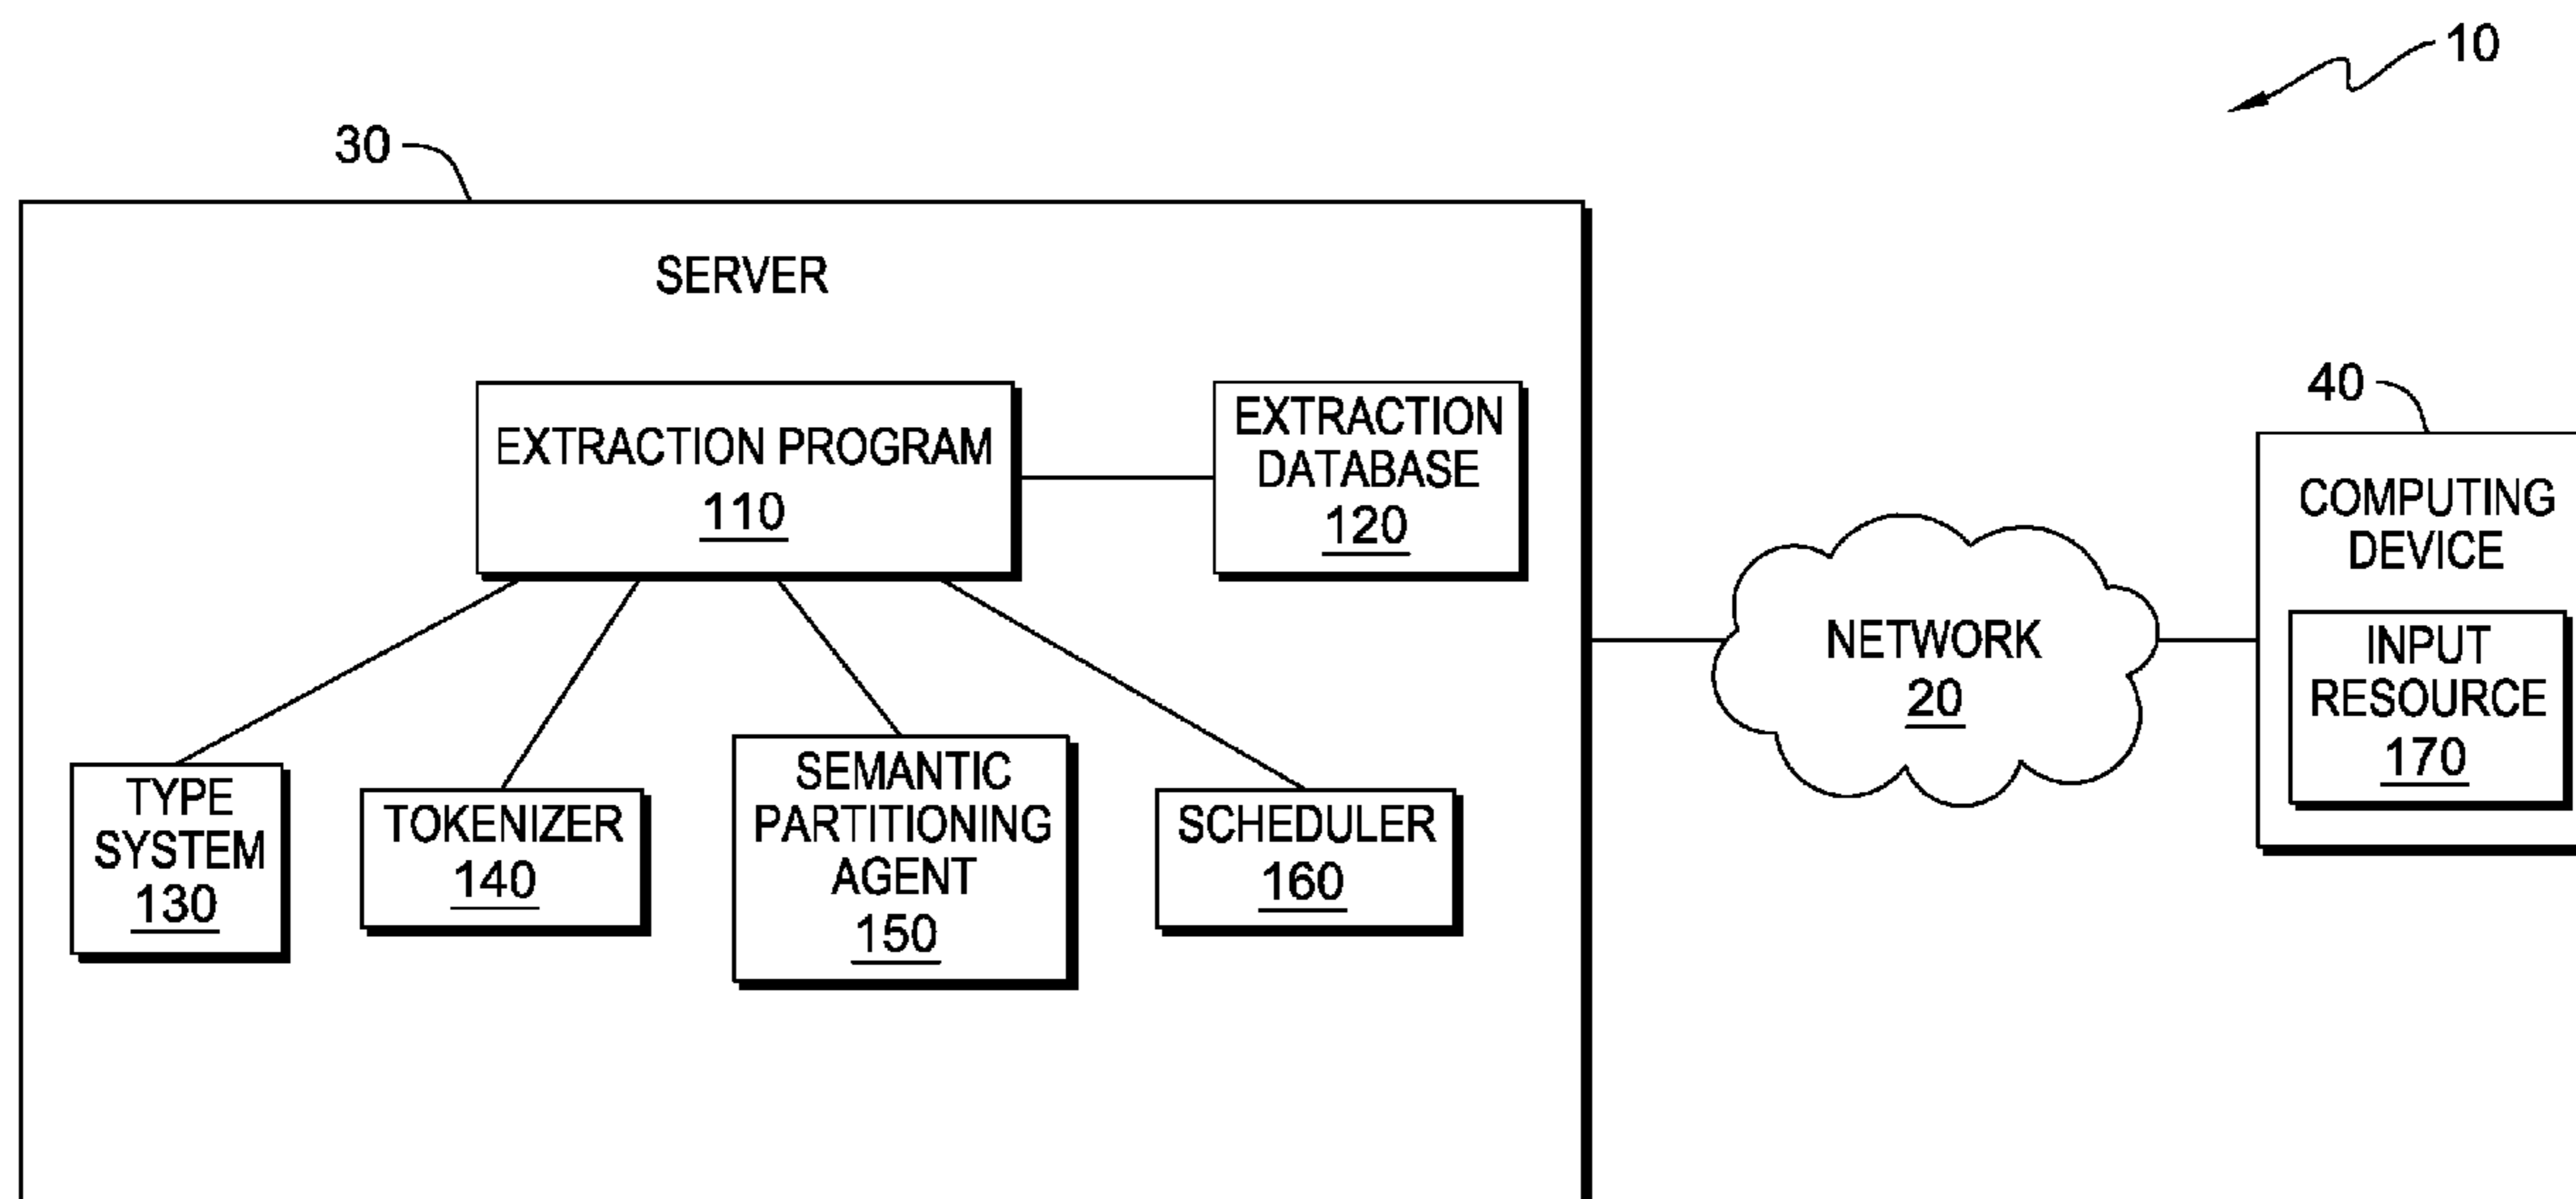 10
30
SERVER
EXTRACTION PROGRAM
110
EXTRACTION
DATABASE
120
40
COMPUTING
DEVICE
INPUT
RESOURCE
170
NETWORK
20
TYPE
SYSTEM
130
TOKENIZER
140
SEMANTIC
PARTITIONING
AGENT
150
SCHEDULER
160